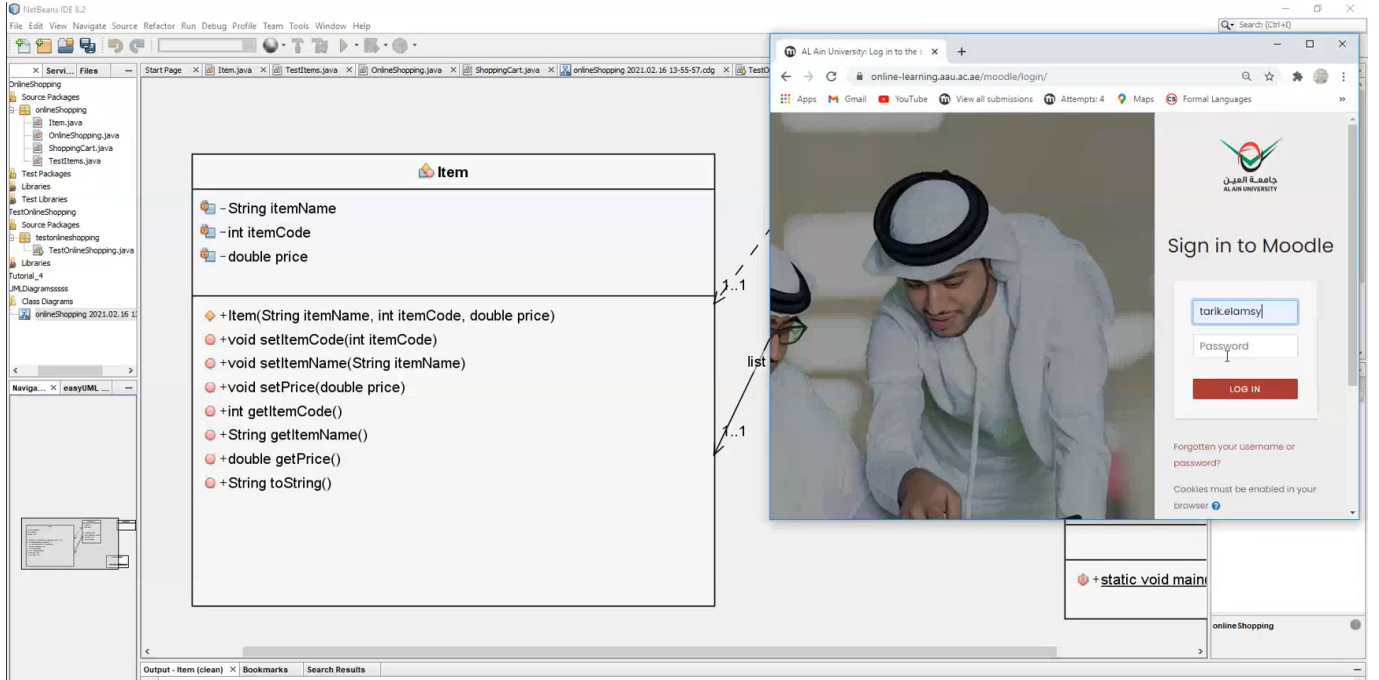 NetBeans IDE 8.2
File Edit View Navigate Source Refactor Run Debug Profile Team Tools Window Help
Search (Ctrl+I)
Servi... Files
Start Page Item.java TestItems.java OnlineShopping.java ShoppingCart.java onlineShopping 2021.02.16 13-55-57.cdg TestO
OnlineShopping
Source Packages
onlineShopping
Item.java
OnlineShopping.java
ShoppingCart.java
TestItems.java
Test Packages
Libraries
Test Libraries
TestOnlineShopping
Source Packages
testonlineshopping
TestOnlineShopping.java
Libraries
Tutorial_4
UMLDiagramsssss
Class Diagrams
onlineShopping 2021.02.16 1
Naviga... easyUML ...
Item
-String itemName
-int itemCode
-double price
+Item(String itemName, int itemCode, double price)
+void setItemCode(int itemCode)
+void setItemName(String itemName)
+void setPrice(double price)
+int getItemCode()
+String getItemName()
+double getPrice()
+String toString()
1..1
list
1..1
AL Ain University: Log in to the s
online-learning.aau.ac.ae/moodle/login/
Apps Gmail YouTube View all submissions Attempts: 4 Maps Formal Languages
جامعة العين
AL AIN UNIVERSITY
Sign in to Moodle
tarik.elamsy
Password
LOG IN
Forgotten your username or
password?
Cookies must be enabled in your
browser
+static void main(
onlineShopping
Output - Item (clean) Bookmarks Search Results